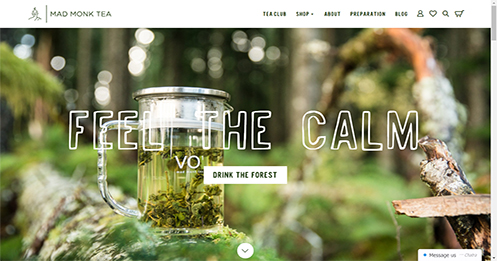 MAD MONK TEA
TEA CLUB SHOP ABOUT PREPARATION BLOG
FEEL THE CALM
VO
DRINK THE FOREST
Message us